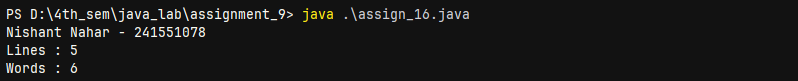 PS D:\4th_sem\java_lab\assignment_9> java .\assign_16.java
Nishant Nahar - 241551078
Lines : 5
Words : 6